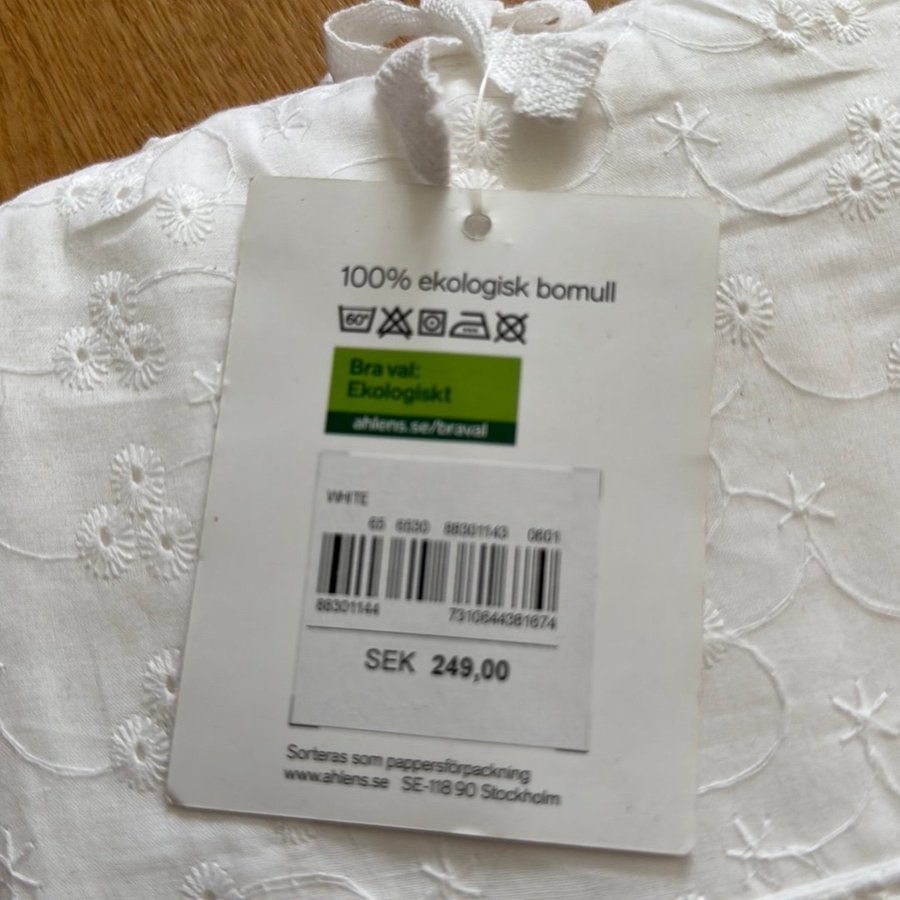 100% ekologisk bomull
60°
Bra val:
Ekologiskt
ahlens.se/braval
WHITE
65 6530 88301143 0601
88301144 7310644381674
SEK 249,00
Sorteras som pappersförpackning
www.ahlens.se SE-118 90 Stockholm